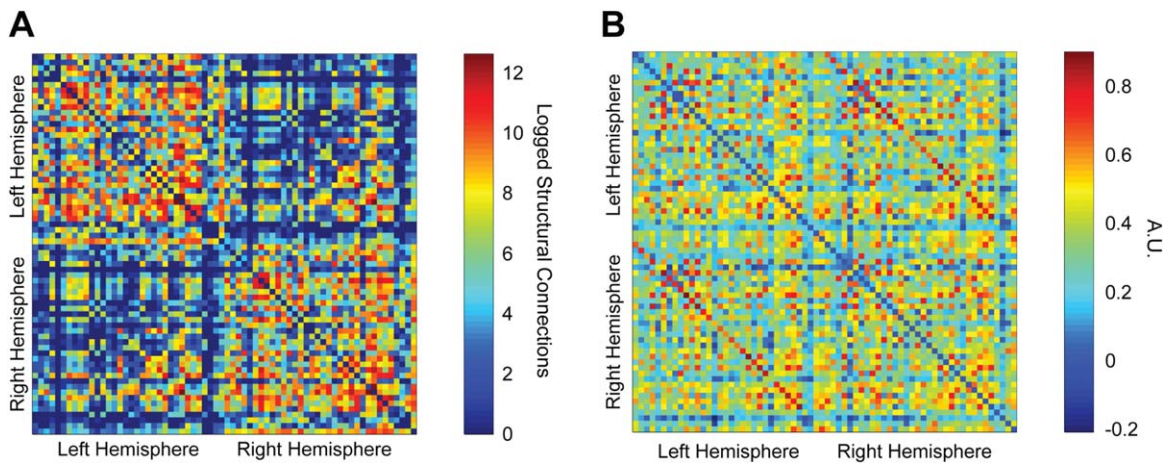 A
Left Hemisphere
Right Hemisphere
Left Hemisphere
Right Hemisphere
12
10
8
6
4
2
0
Logged Structural Connections
B
Left Hemisphere
Right Hemisphere
Left Hemisphere
Right Hemisphere
0.8
0.6
0.4
0.2
0
-0.2
A.U.